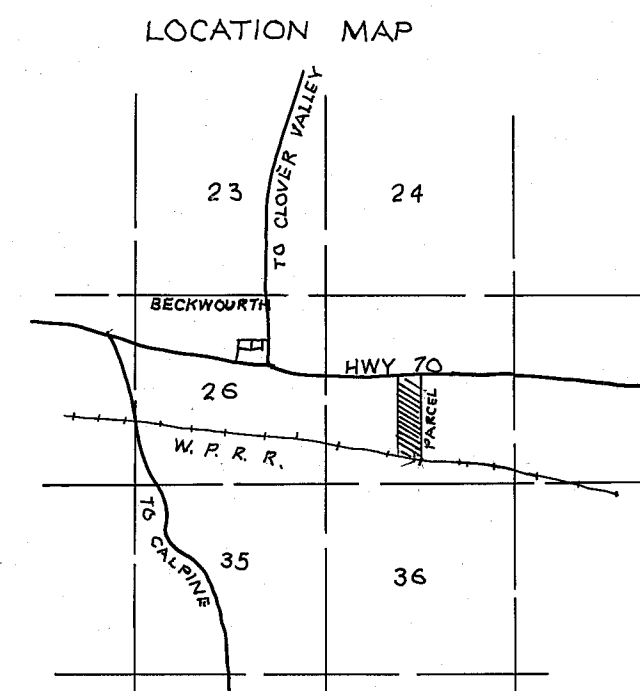 LOCATION MAP
TO CLOVER VALLEY
23
24
BECKWOURTH
HWY 70
26
PARCEL
W. P. R. R.
TO CALPINE
35
36